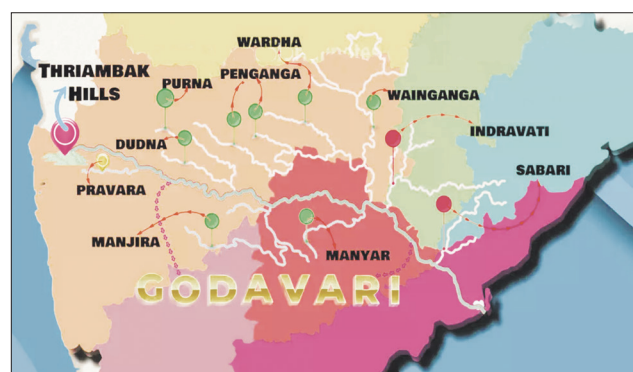 WARDHA
THRIAMBAK
HILLS
PURNA
PENGANGA
WAINGANGA
DUDNA
INDRAVATI
PRAVARA
SABARI
MANJIRA
MANYAR
GODAVARI